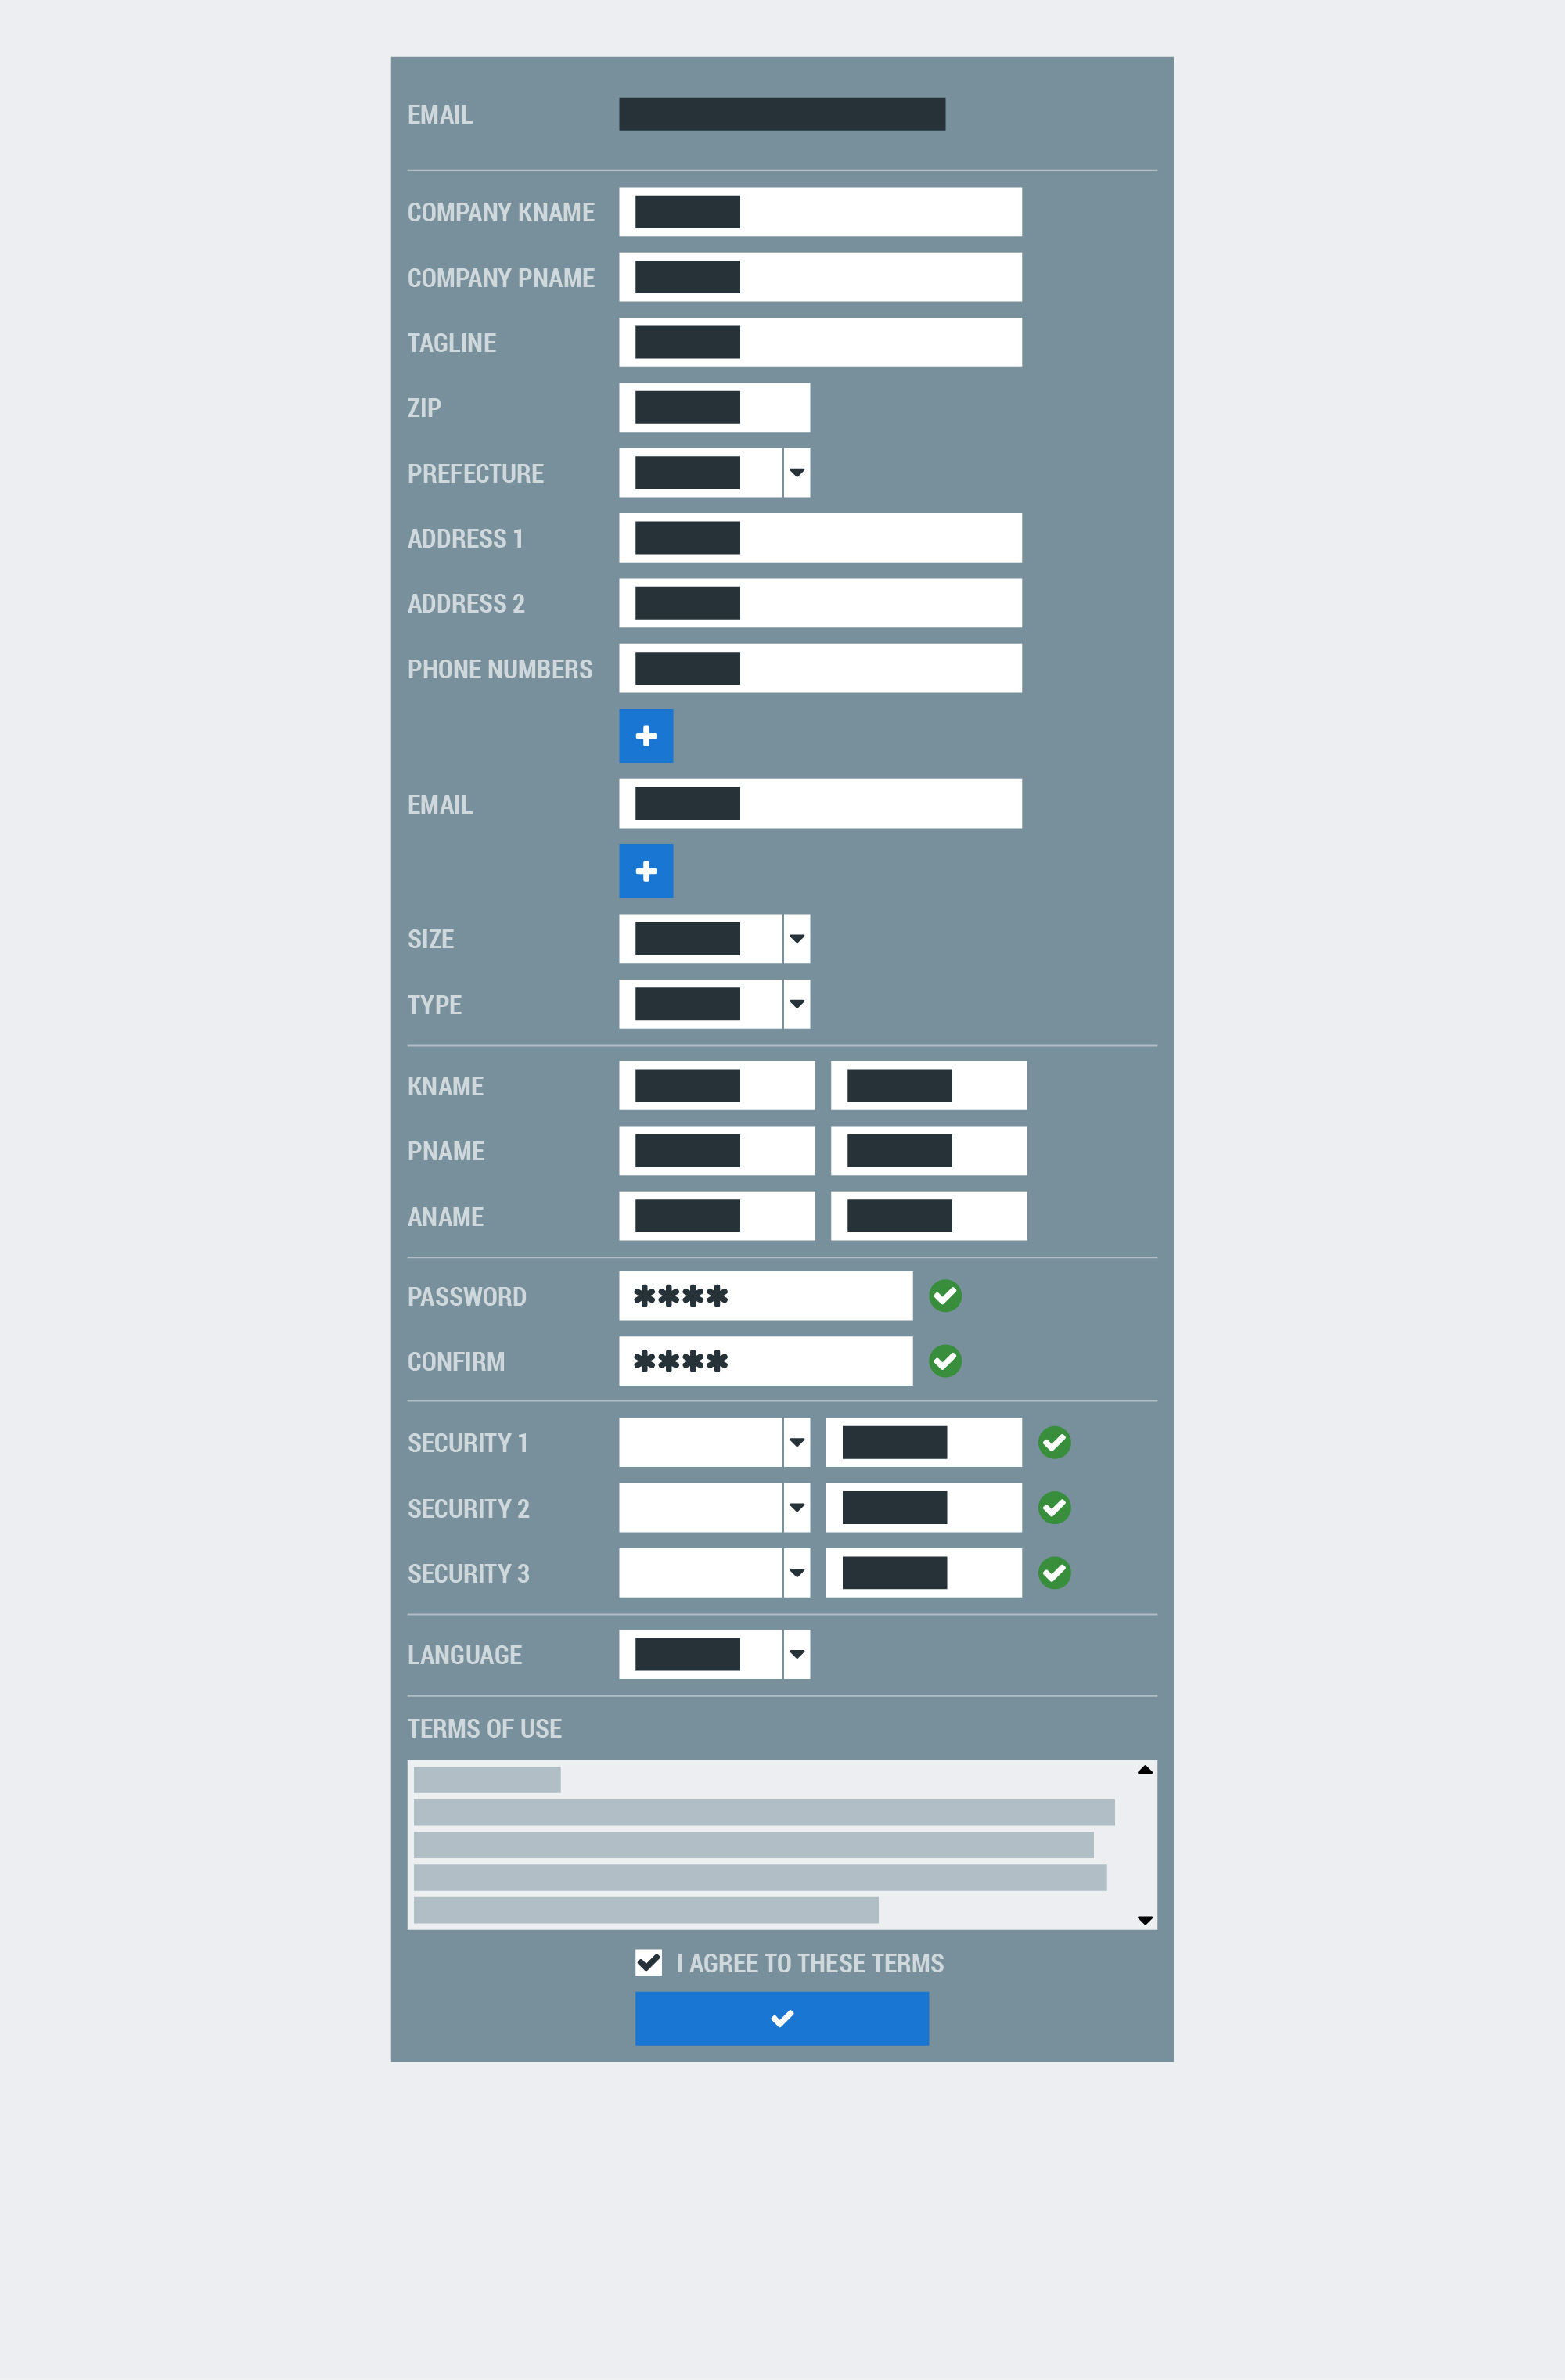 EMAIL
COMPANY KNAME
COMPANY PNAME
TAGLINE
ZIP
PREFECTURE
ADDRESS 1
ADDRESS 2
PHONE NUMBERS
EMAIL
SIZE
TYPE
KNAME
PNAME
ANAME
PASSWORD ****
CONFIRM ****
SECURITY 1
SECURITY 2
SECURITY 3
LANGUAGE
TERMS OF USE
I AGREE TO THESE TERMS